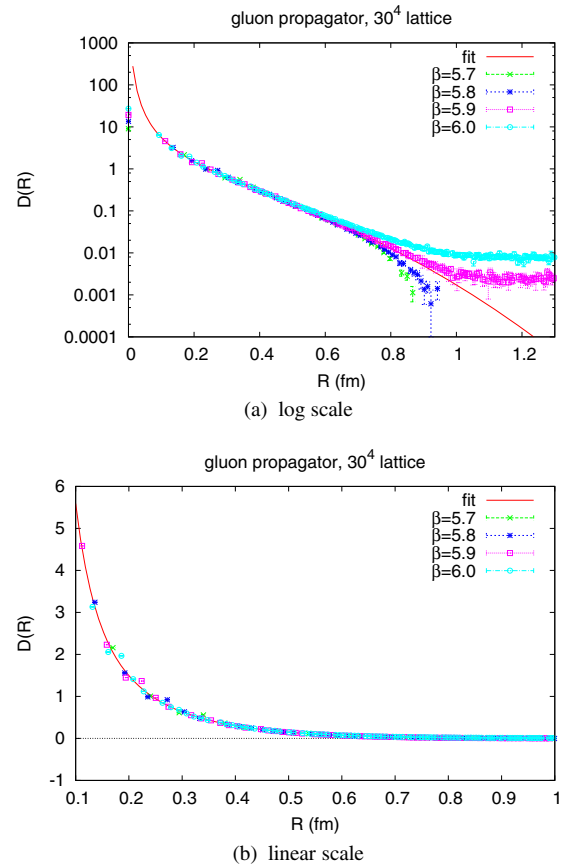 gluon propagator, 30⁴ lattice
fit
β=5.7
β=5.8
β=5.9
β=6.0
1000
100
10
1
0.1
0.01
0.001
0.0001
D(R)
0 0.2 0.4 0.6 0.8 1 1.2
R (fm)
(a) log scale
gluon propagator, 30⁴ lattice
fit
β=5.7
β=5.8
β=5.9
β=6.0
6
5
4
3
2
1
0
-1
D(R)
0.1 0.2 0.3 0.4 0.5 0.6 0.7 0.8 0.9 1
R (fm)
(b) linear scale